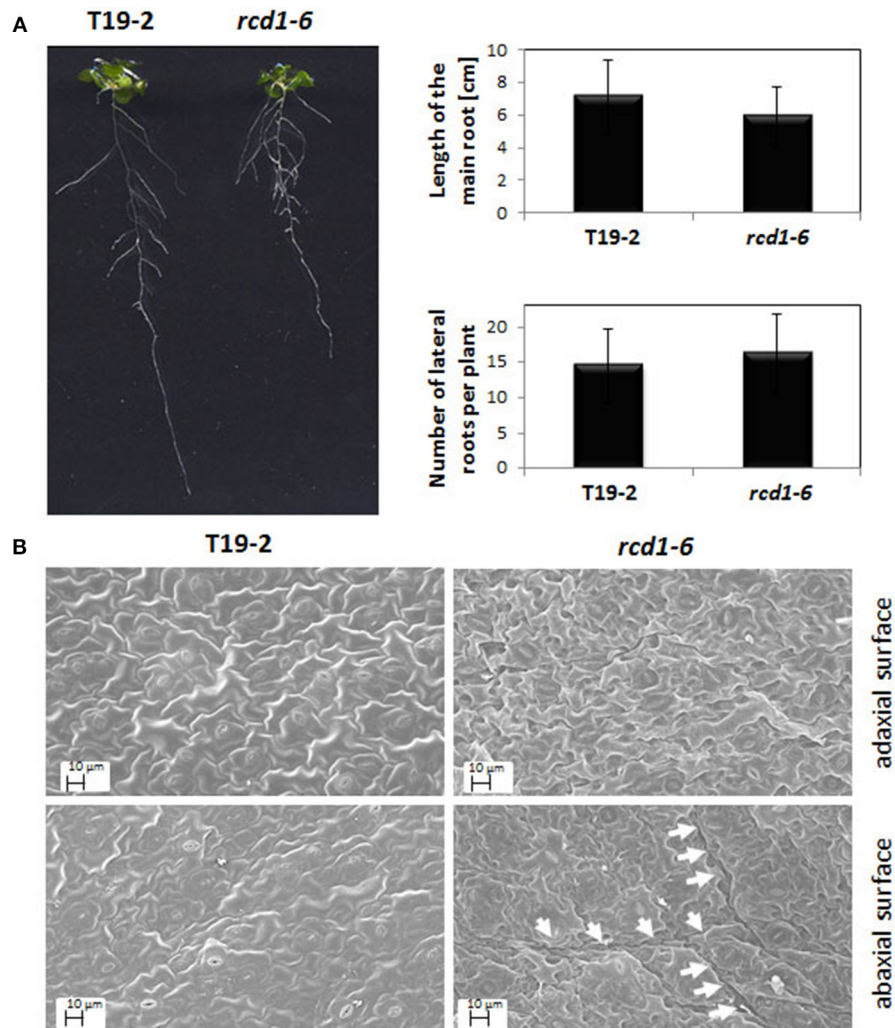 A
T19-2
rcd1-6
Length of the
main root [cm]
10
8
6
4
2
0
T19-2
rcd1-6
Number of lateral
roots per plant
20
15
10
5
0
T19-2
rcd1-6
B
T19-2
rcd1-6
10 µm
10 µm
adaxial surface
10 µm
10 µm
abaxial surface